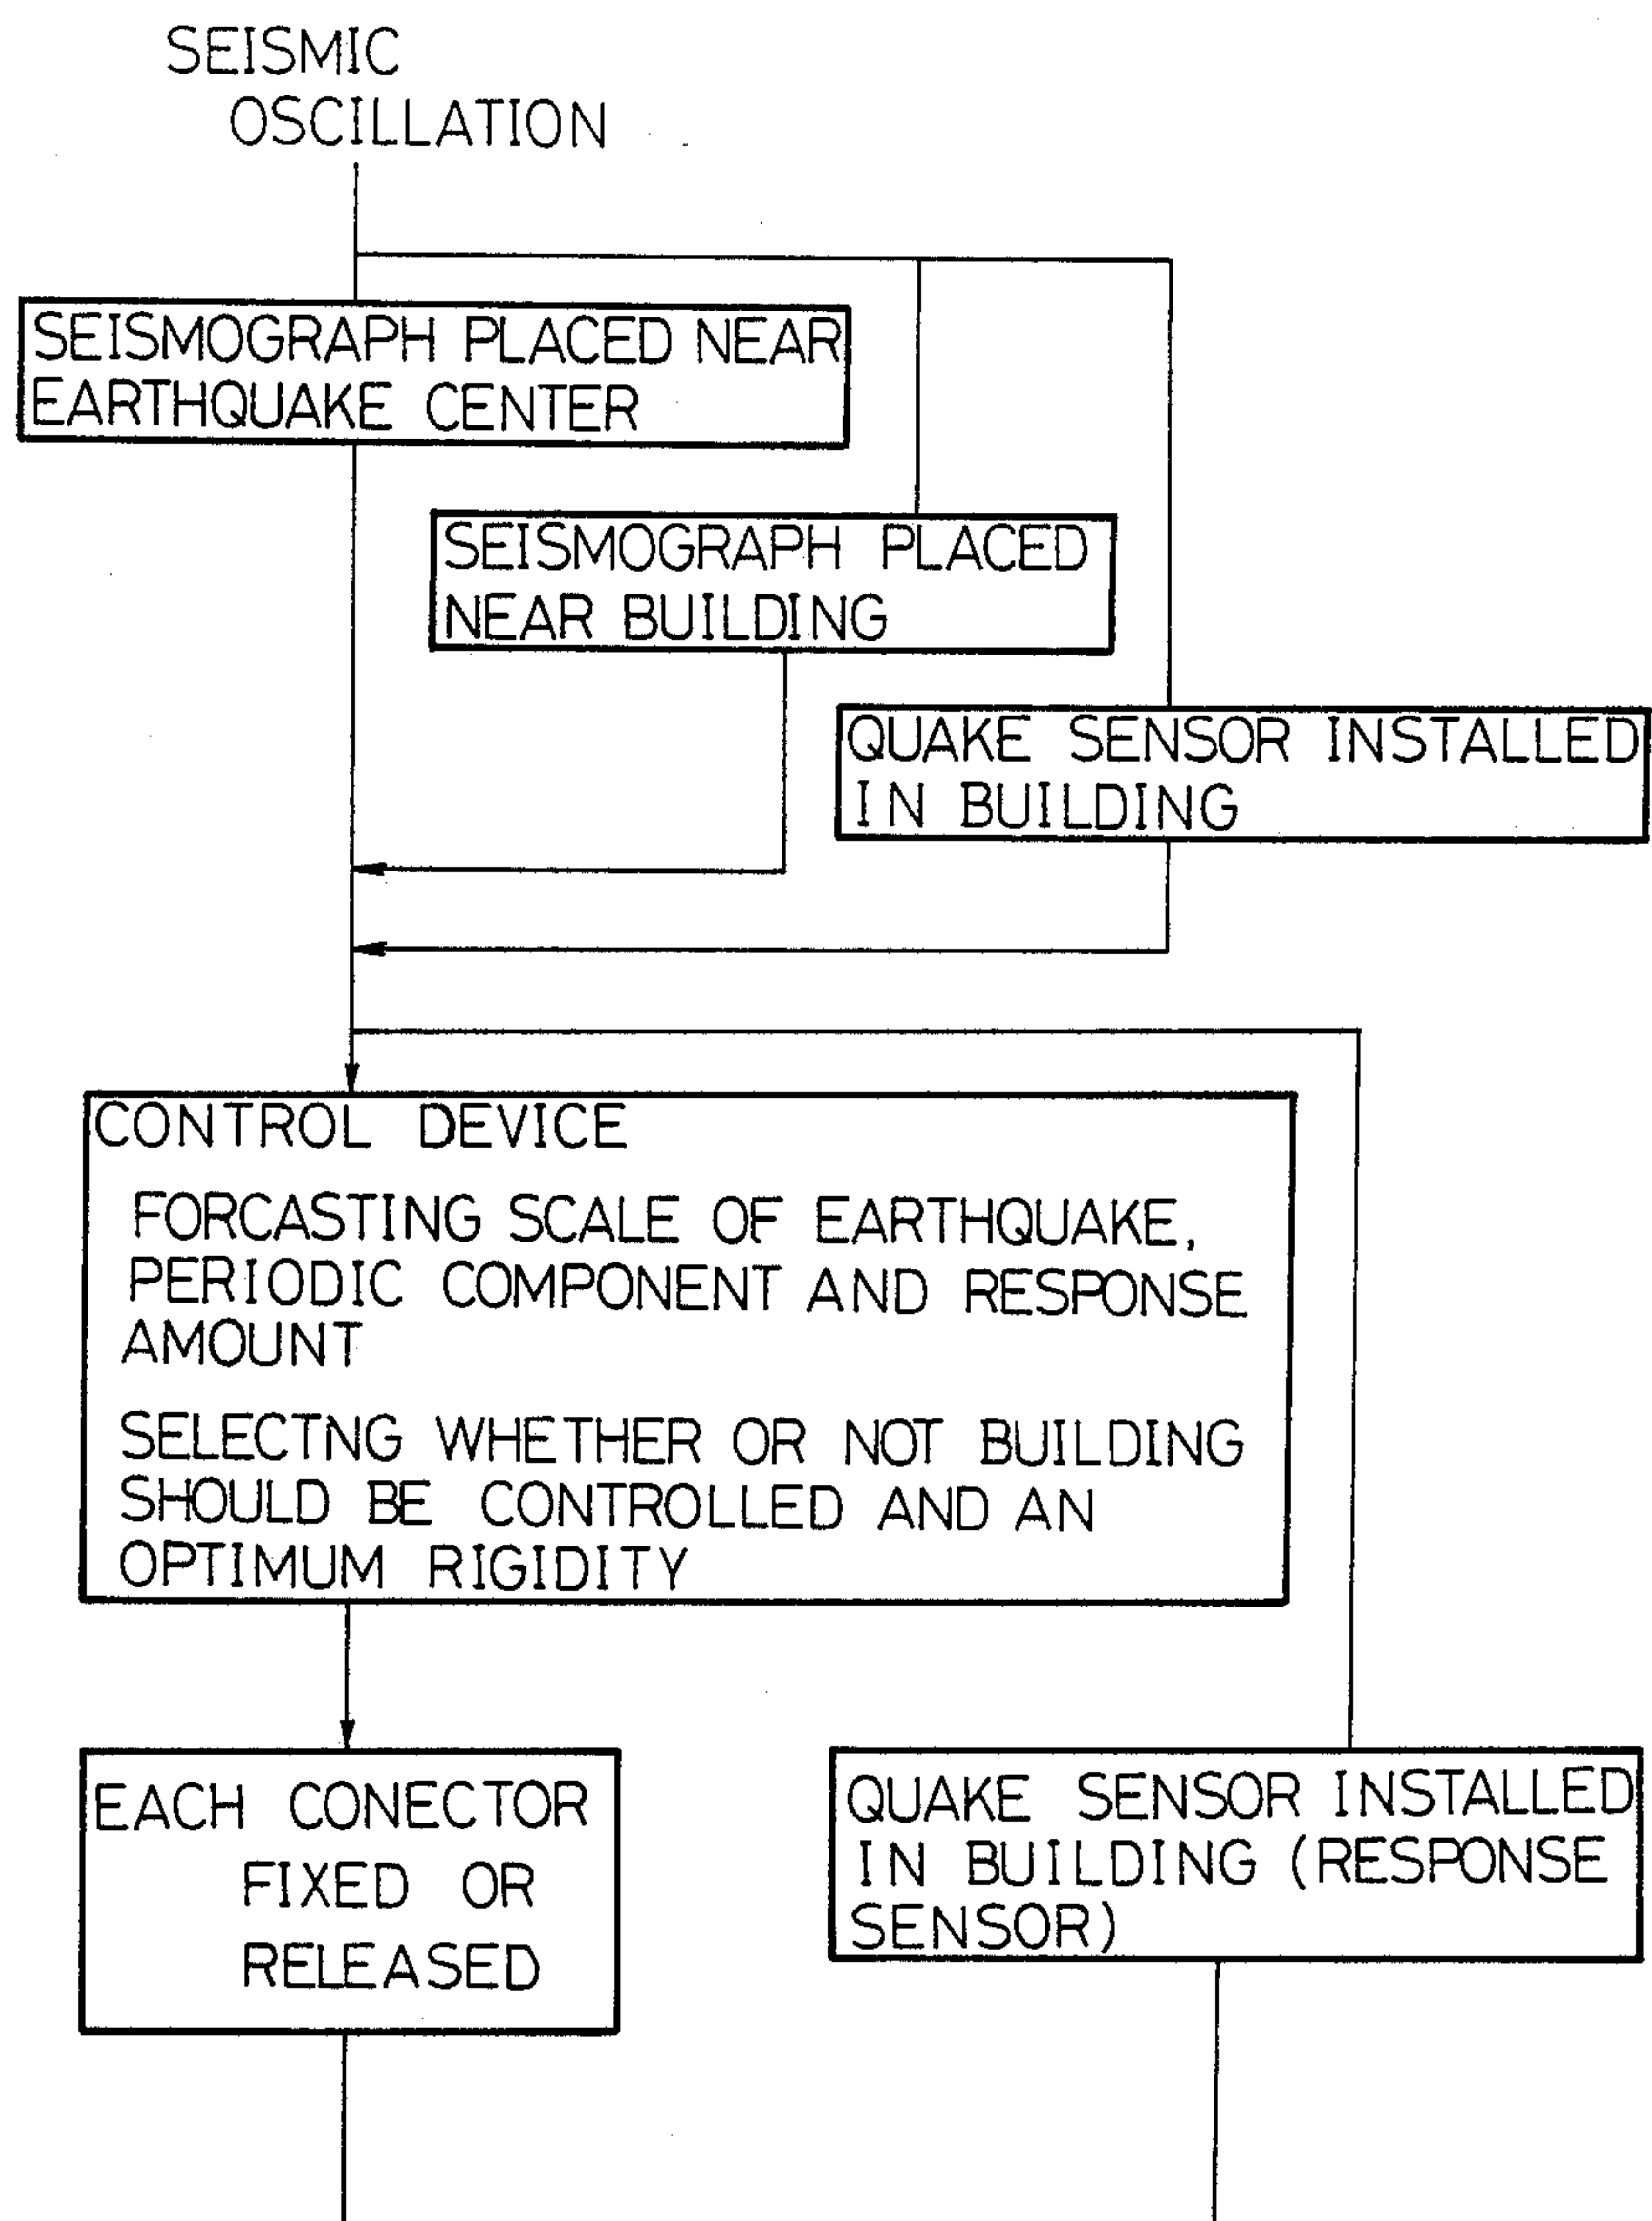 SEISMIC
OSCILLATION
SEISMOGRAPH PLACED NEAR
EARTHQUAKE CENTER
SEISMOGRAPH PLACED
NEAR BUILDING
QUAKE SENSOR INSTALLED
IN BUILDING
CONTROL DEVICE
FORCASTING SCALE OF EARTHQUAKE,
PERIODIC COMPONENT AND RESPONSE
AMOUNT
SELECTNG WHETHER OR NOT BUILDING
SHOULD BE CONTROLLED AND AN
OPTIMUM RIGIDITY
EACH CONECTOR
FIXED OR
RELEASED
QUAKE SENSOR INSTALLED
IN BUILDING (RESPONSE
SENSOR)